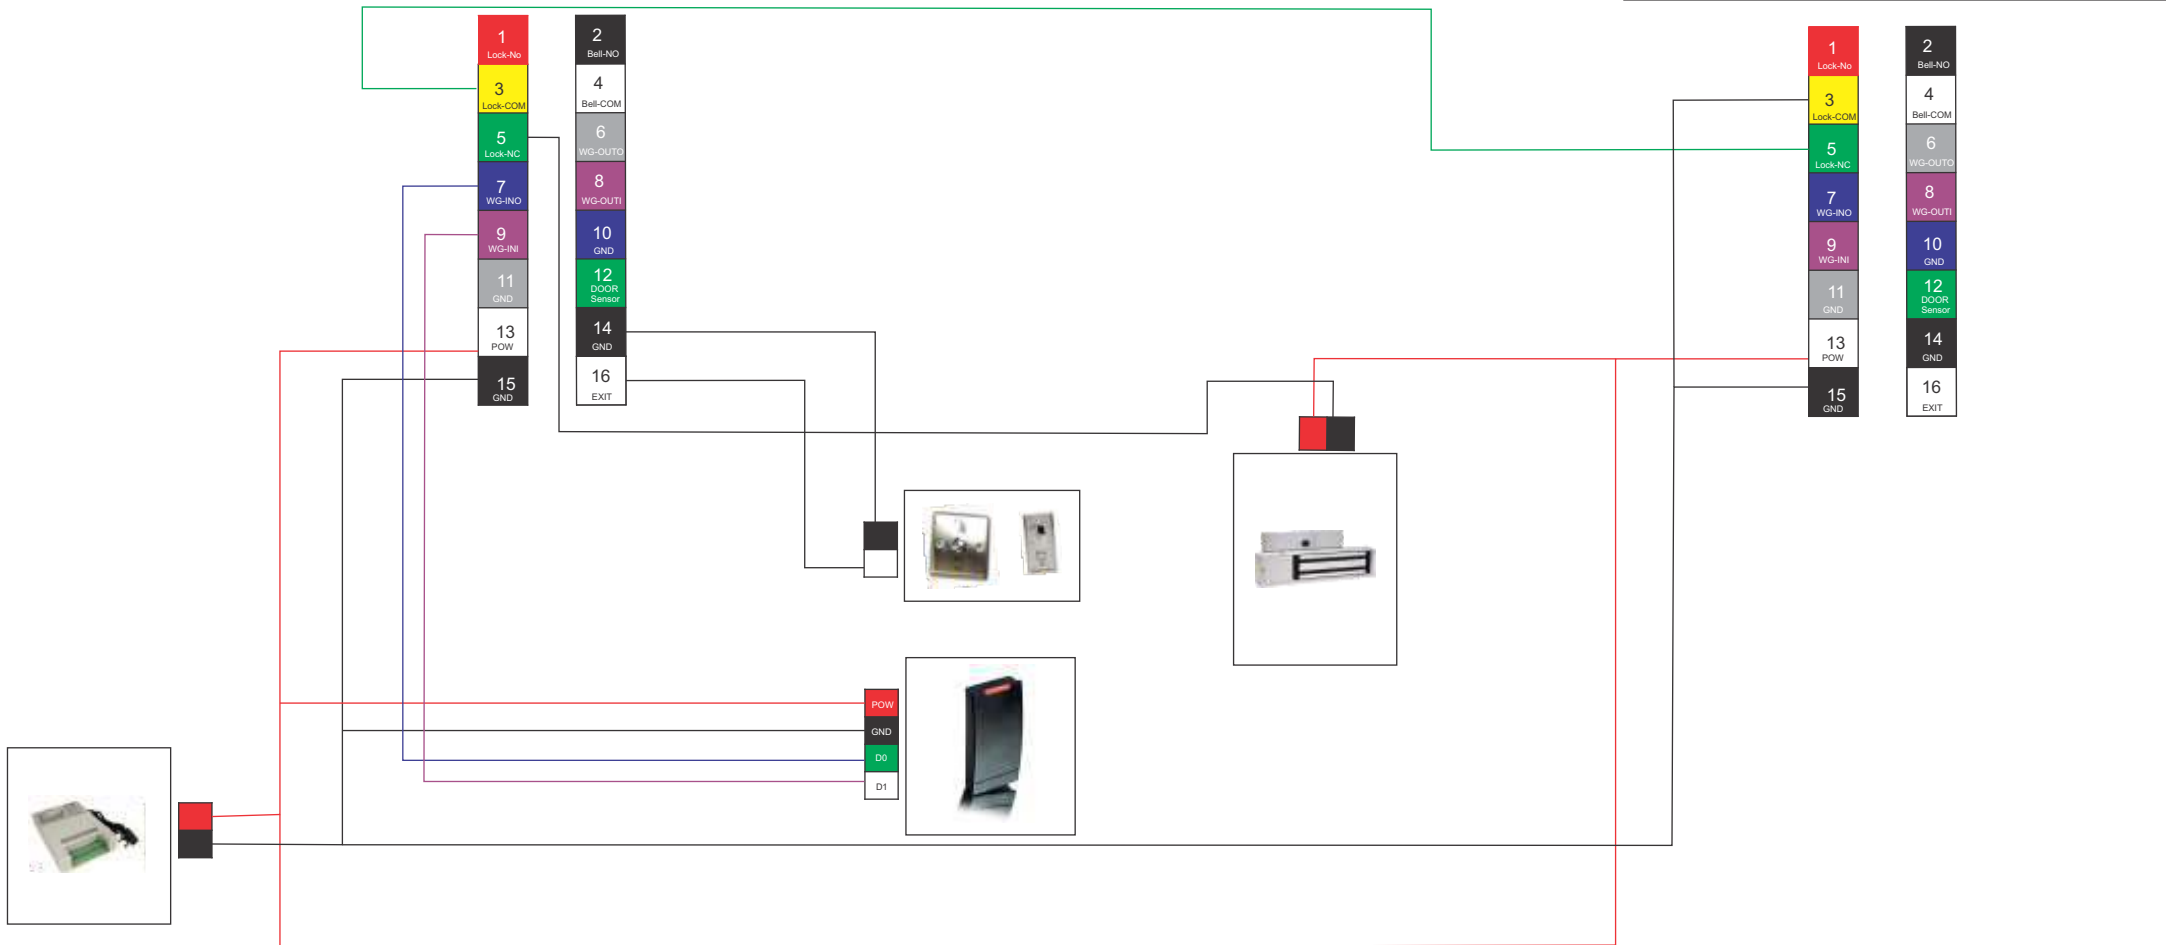 1
Lock-No
3
Lock-COM
5
Lock-NC
7
WG-INO
9
WG-INI
11
GND
13
POW
15
GND
2
Bell-NO
4
Bell-COM
6
WG-OUTO
8
WG-OUTI
10
GND
12
DOOR
Sensor
14
GND
16
EXIT
1
Lock-No
3
Lock-COM
5
Lock-NC
7
WG-INO
9
WG-INI
11
GND
13
POW
15
GND
2
Bell-NO
4
Bell-COM
6
WG-OUTO
8
WG-OUTI
10
GND
12
DOOR
Sensor
14
GND
16
EXIT
POW
GND
D0
D1